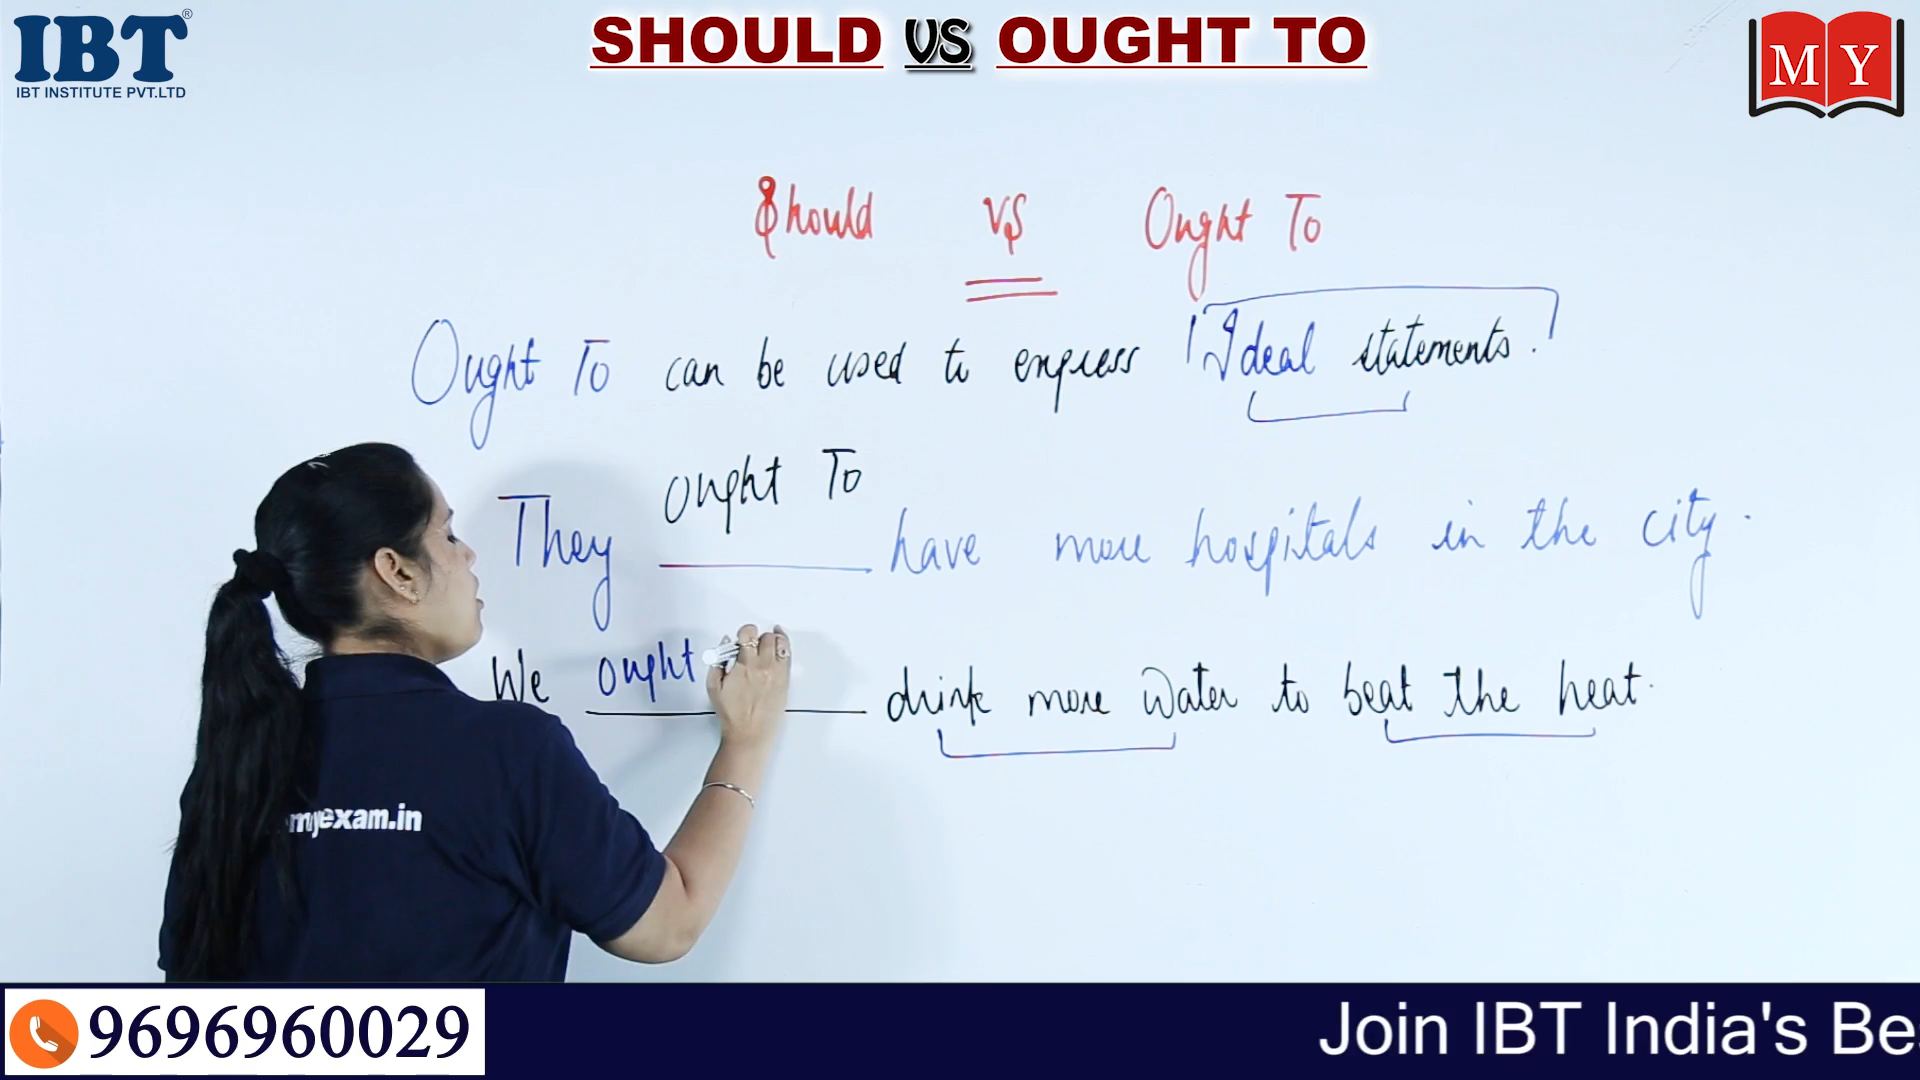 IBT®
IBT INSTITUTE PVT.LTD
SHOULD VS OUGHT TO
MY
Should VS Ought To
Ought To can be used to express 'Ideal statements.'
They ought To have more hospitals in the city.
We ought drink more water to beat the heat.
myexam.in
9696960029
Join IBT India's Be